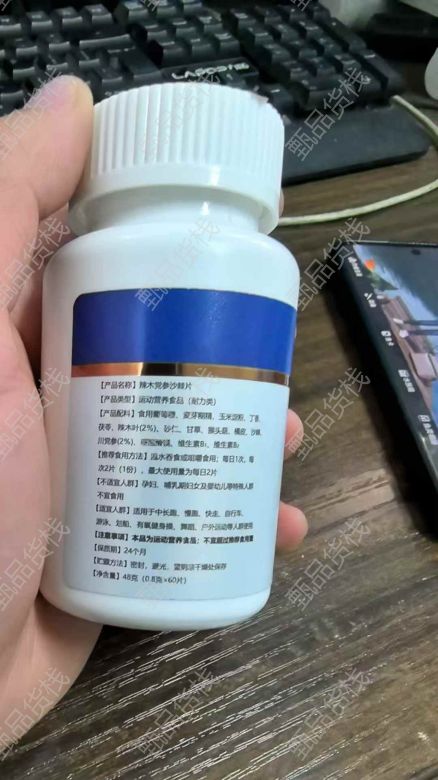 【产品名称】辣木党参沙棘片
【产品类型】运动营养食品（耐力类）
【产品配料】食用葡萄糖、麦芽糊精、玉米淀粉、丁香、
茯苓、辣木叶(2%)、砂仁、甘草、猴头菇、橘皮、沙棘、
川党参(2%)、硬脂酸镁、维生素B₁、维生素B₂
【推荐食用方法】温水吞食或咀嚼食用；每日1次，每
次2片（1份），最大使用量为每日2片
【不适宜人群】孕妇、哺乳期妇女及婴幼儿等特殊人群
不宜食用
【适宜人群】适用于中长跑、慢跑、快走、自行车、
游泳、划船、有氧健身操、舞蹈、户外运动等人群使用
【注意事项】本品为运动营养食品；不宜超过推荐食用量
【保质期】24个月
【贮藏方法】密封，避光，置阴凉干燥处保存
【净含量】48克（0.8克×60片）
甄品货栈